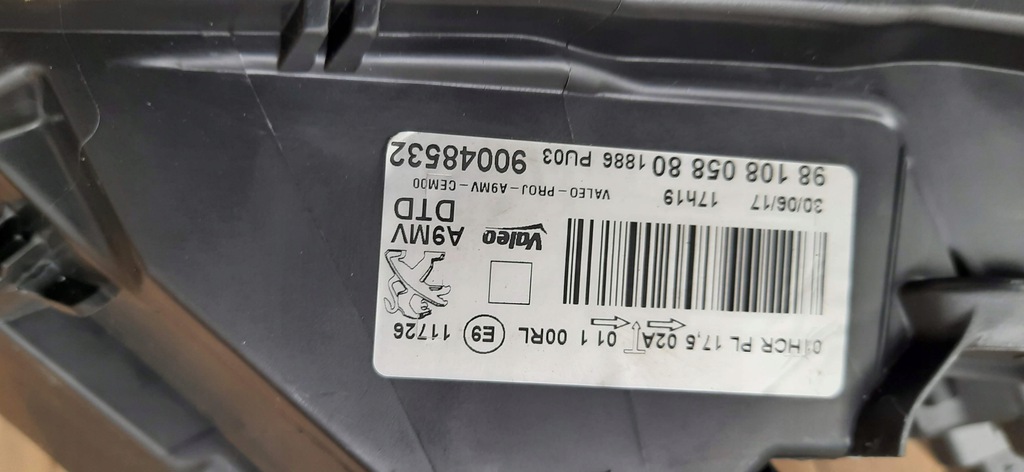 98 108 058 80 1886 PU03 90048532
30/06/17 17h19 VALEO-PROJ-A9MV-CEM00
Valeo A9MV
DTD
01HCR PL 17,5 02A 01 1 00RL E9 11726